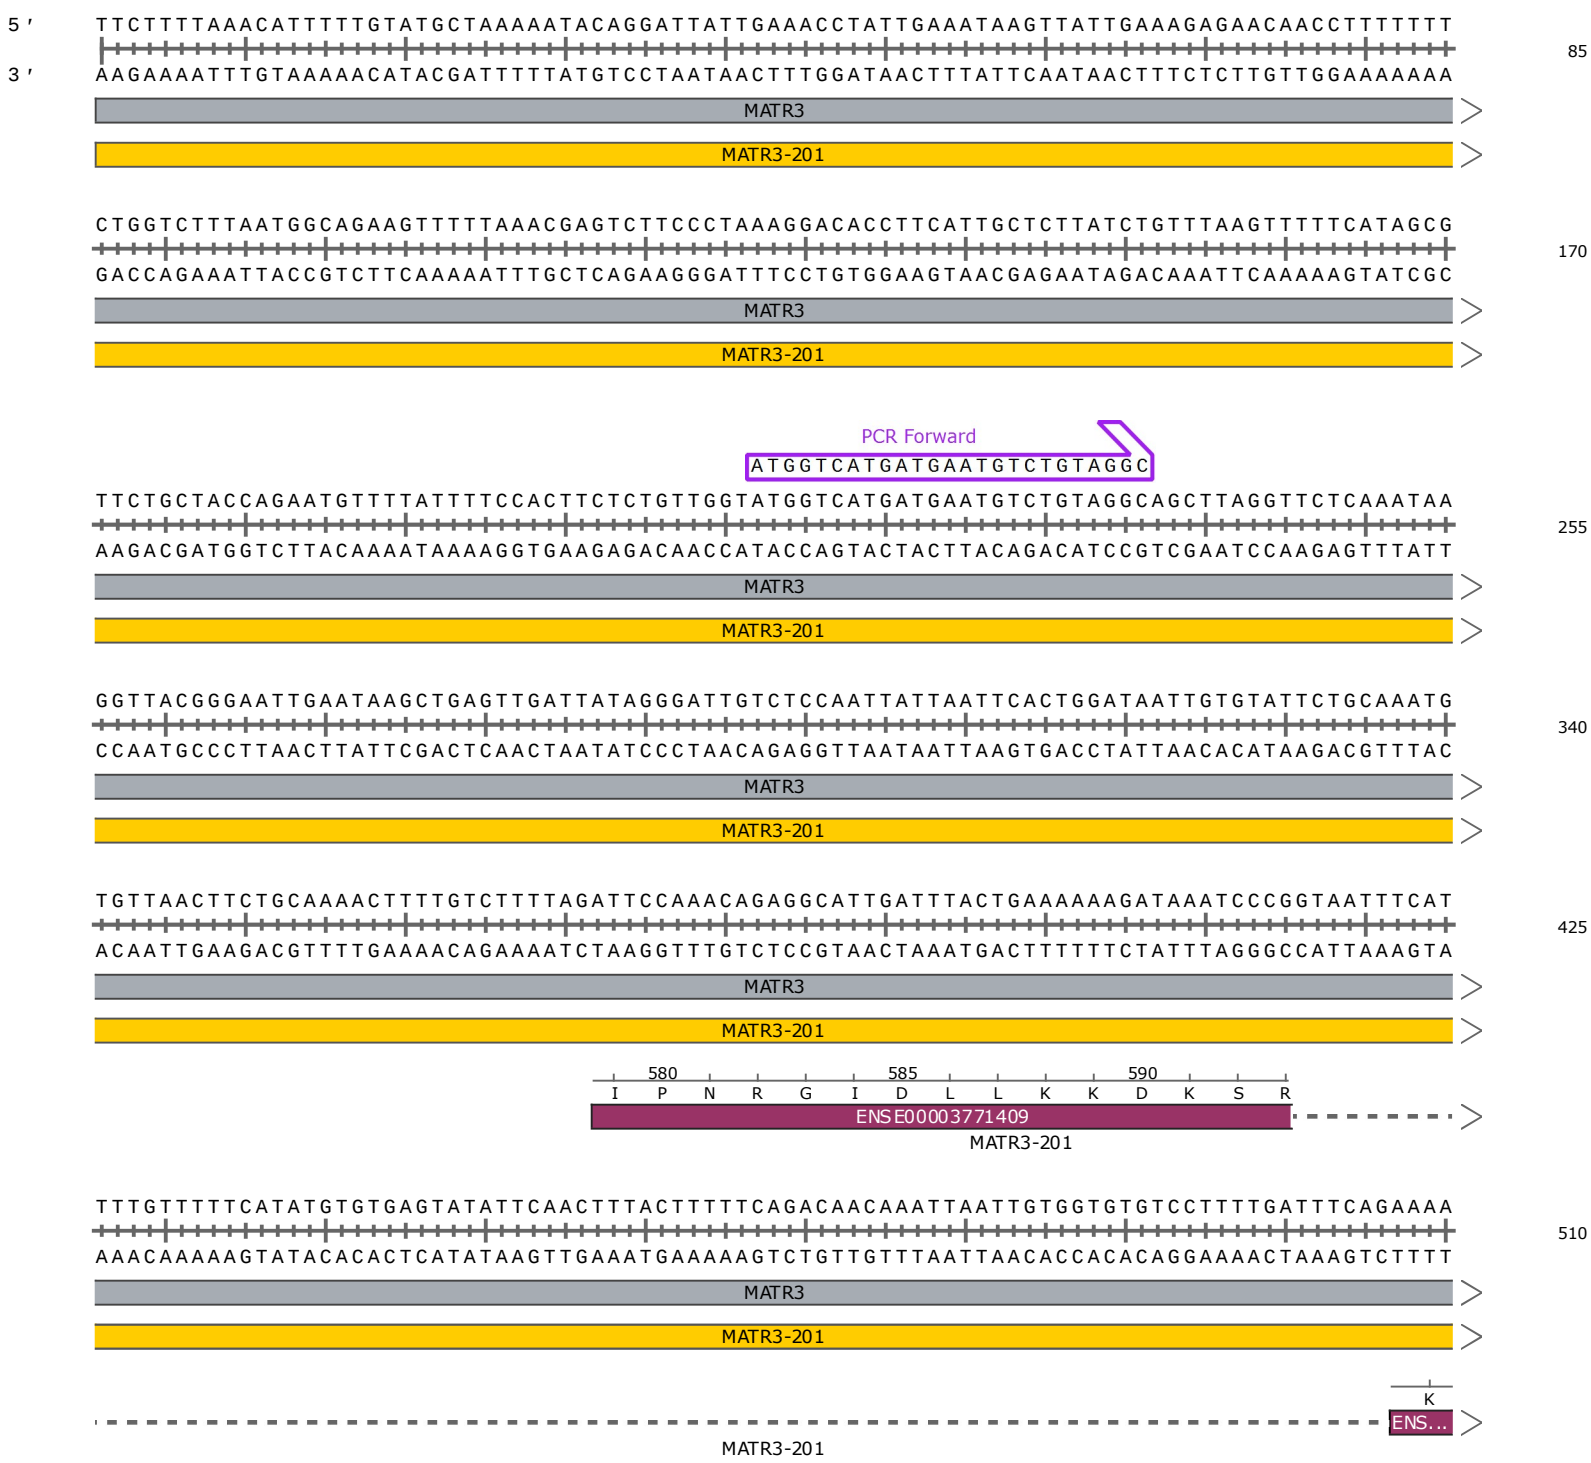 5 ′ TTCTTTTAAACATTTTTGTATGCTAAAAATACAGGATTATTGAAACCTATTGAAATAAGTTATTGAAAGAGAACAACCTTTTTTT
85
3 ′ AAGAAAATTTGTAAAAACATACGATTTTTATGTCCTAATAACTTTGGATAACTTTATTCAATAACTTTCTCTTGTTGGAAAAAAA
MATR3
MATR3-201
CTGGTCTTTAATGGCAGAAGTTTTTAAACGAGTCTTCCCTAAAGGACACCTTCATTGCTCTTATCTGTTTAAGTTTTTCATAGCG
170
GACCAGAAATTACCGTCTTCAAAAATTTGCTCAGAAGGGATTTCCTGTGGAAGTAACGAGAATAGACAAATTCAAAAAGTATCGC
MATR3
MATR3-201
PCR Forward
ATGGTCATGATGAATGTCTGTAGGC
TTCTGCTACCAGAATGTTTTATTTTCCACTTCTCTGTTGGTATGGTCATGATGAATGTCTGTAGGCAGCTTAGGTTCTCAAATAA
255
AAGACGATGGTCTTACAAAATAAAAGGTGAAGAGACAACCATACCAGTACTACTTACAGACATCCGTCGAATCCAAGAGTTTATT
MATR3
MATR3-201
GGTTACGGGAATTGAATAAGCTGAGTTGATTATAGGGATTGTCTCCAATTATTAATTCACTGGATAATTGTGTATTCTGCAAATG
340
CCAATGCCCTTAACTTATTCGACTCAACTAATATCCCTAACAGAGGTTAATAATTAAGTGACCTATTAACACATAAGACGTTTAC
MATR3
MATR3-201
TGTTAACTTCTGCAAAACTTTTGTCTTTTAGATTCCAAACAGAGGCATTGATTTACTGAAAAAAGATAAATCCCGGTAATTTCAT
425
ACAATTGAAGACGTTTTGAAAACAGAAAATCTAAGGTTTGTCTCCGTAACTAAATGACTTTTTTCTATTTAGGGCCATTAAAGTA
MATR3
MATR3-201
580 585 590
I P N R G I D L L K K D K S R
ENSE00003771409
MATR3-201
TTTGTTTTTCATATGTGTGAGTATATTCAACTTTACTTTTTCAGACAACAAATTAATTGTGGTGTGTCCTTTTGATTTCAGAAAA
510
AAACAAAAAGTATACACACTCATATAAGTTGAAATGAAAAAGTCTGTTGTTTAATTAACACCACACAGGAAAACTAAAGTCTTTT
MATR3
MATR3-201
K
ENS...
MATR3-201